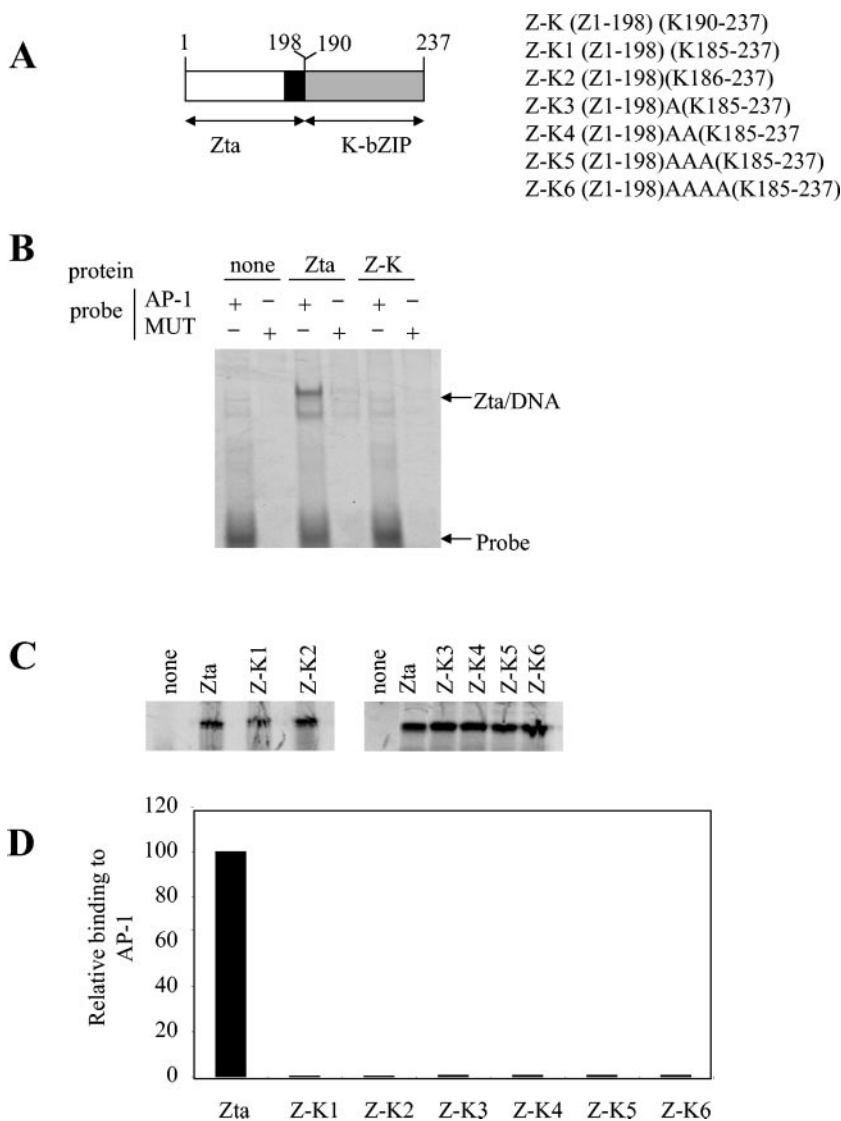 A
1 198 190 237
Zta K-bZIP
Z-K (Z1-198) (K190-237)
Z-K1 (Z1-198) (K185-237)
Z-K2 (Z1-198)(K186-237)
Z-K3 (Z1-198)A(K185-237)
Z-K4 (Z1-198)AA(K185-237
Z-K5 (Z1-198)AAA(K185-237)
Z-K6 (Z1-198)AAAA(K185-237)
B
protein none Zta Z-K
probe AP-1 + − + − + −
MUT − + − + − +
Zta/DNA
Probe
C
none Zta Z-K1 Z-K2
none Zta Z-K3 Z-K4 Z-K5 Z-K6
D
Relative binding to
AP-1
120
100
80
60
40
20
0
Zta Z-K1 Z-K2 Z-K3 Z-K4 Z-K5 Z-K6